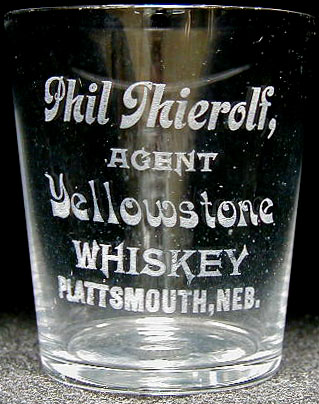 Phil Thierolf,
AGENT
Yellowstone
WHISKEY
PLATTSMOUTH, NEB.